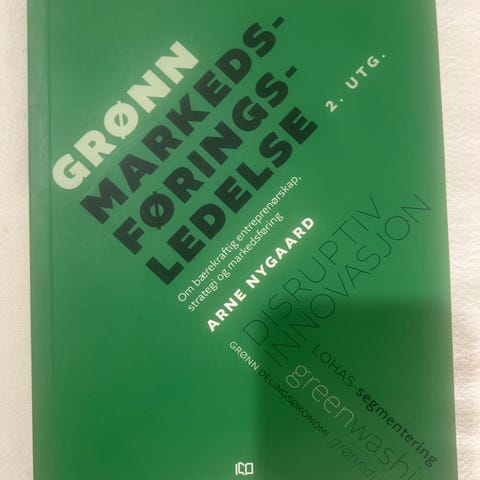 GRØNN
MARKEDS-
FØRINGS-
LEDELSE
2. UTG.
Om bærekraftig entreprenørskap,
strategi og markedsføring
ARNE NYGAARD
DISRUPTIV
INNOVASJON
LOHAS-segmentering
greenwashi
GRØNN DELINGSØKONOMI